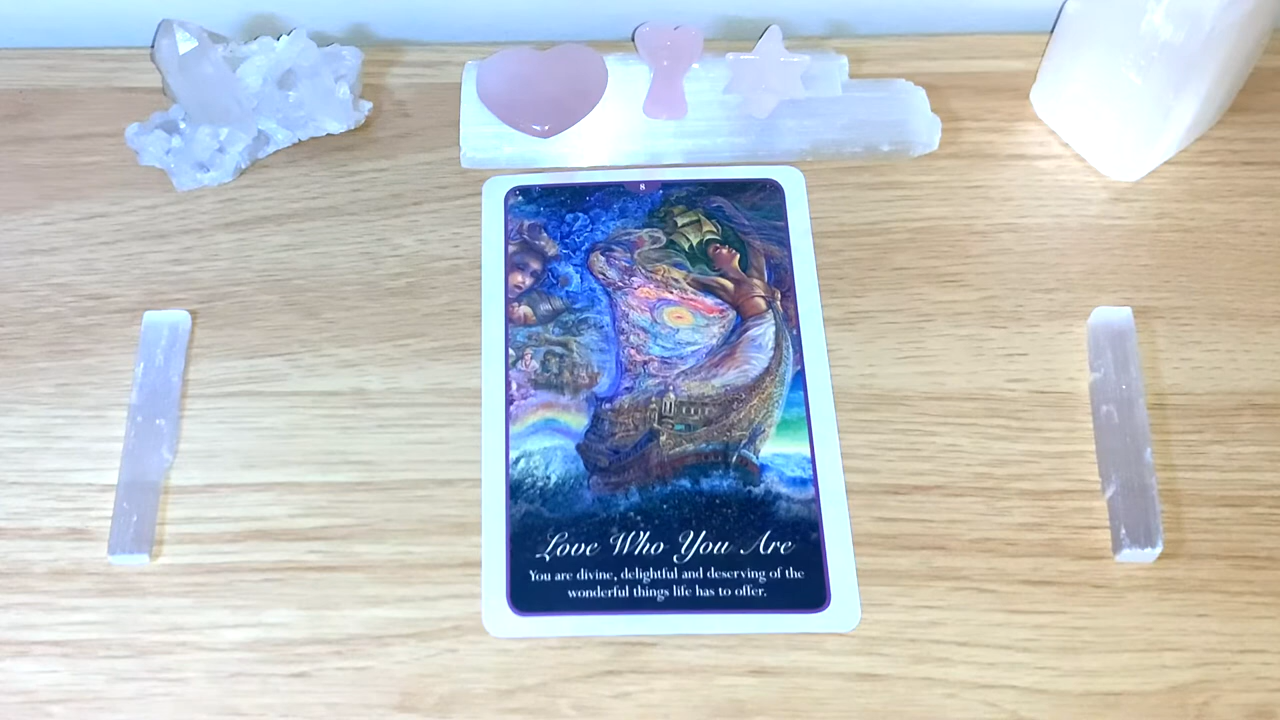 8
Love Who You Are
You are divine, delightful and deserving of the
wonderful things life has to offer.